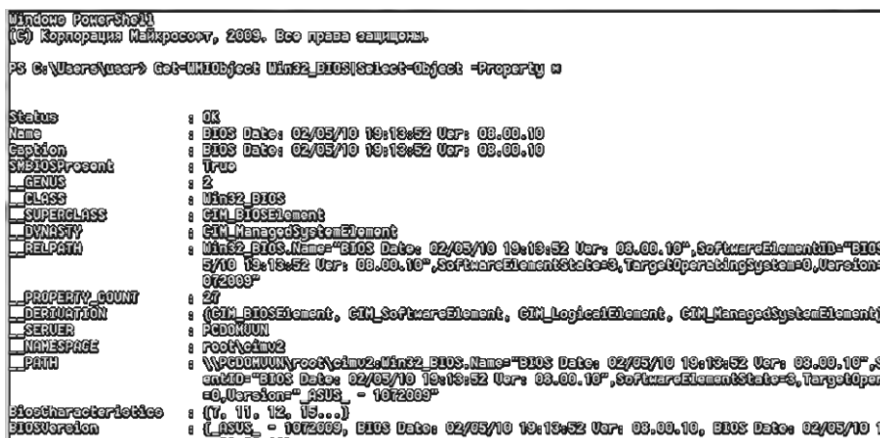 Windows PowerShell
(C) Корпорация Майкрософт, 2009. Все права защищены.
PS C:\Users\user> Get-WMIObject Win32_BIOS|Select-Object -Property *
Status : OK
Name : BIOS Date: 02/05/10 19:13:52 Ver: 08.00.10
Caption : BIOS Date: 02/05/10 19:13:52 Ver: 08.00.10
SMBIOSPresent : True
__GENUS : 2
__CLASS : Win32_BIOS
__SUPERCLASS : CIM_BIOSElement
__DYNASTY : CIM_ManagedSystemElement
__RELPATH : Win32_BIOS.Name="BIOS Date: 02/05/10 19:13:52 Ver: 08.00.10",SoftwareElementID="BIOS
5/10 19:13:52 Ver: 08.00.10",SoftwareElementState=3,TargetOperatingSystem=0,Version=
072009"
__PROPERTY_COUNT : 27
__DERIVATION : {CIM_BIOSElement, CIM_SoftwareElement, CIM_LogicalElement, CIM_ManagedSystemElement}
__SERVER : PCDOMUVN
__NAMESPACE : root\cimv2
__PATH : \\PCDOMUVN\root\cimv2:Win32_BIOS.Name="BIOS Date: 02/05/10 19:13:52 Ver: 08.00.10",S
entID="BIOS Date: 02/05/10 19:13:52 Ver: 08.00.10",SoftwareElementState=3,TargetOper
=0,Version="_ASUS_ - 1072009"
BiosCharacteristics : {7, 11, 12, 15...}
BIOSVersion : {_ASUS_ - 1072009, BIOS Date: 02/05/10 19:13:52 Ver: 08.00.10, BIOS Date: 02/05/10 1